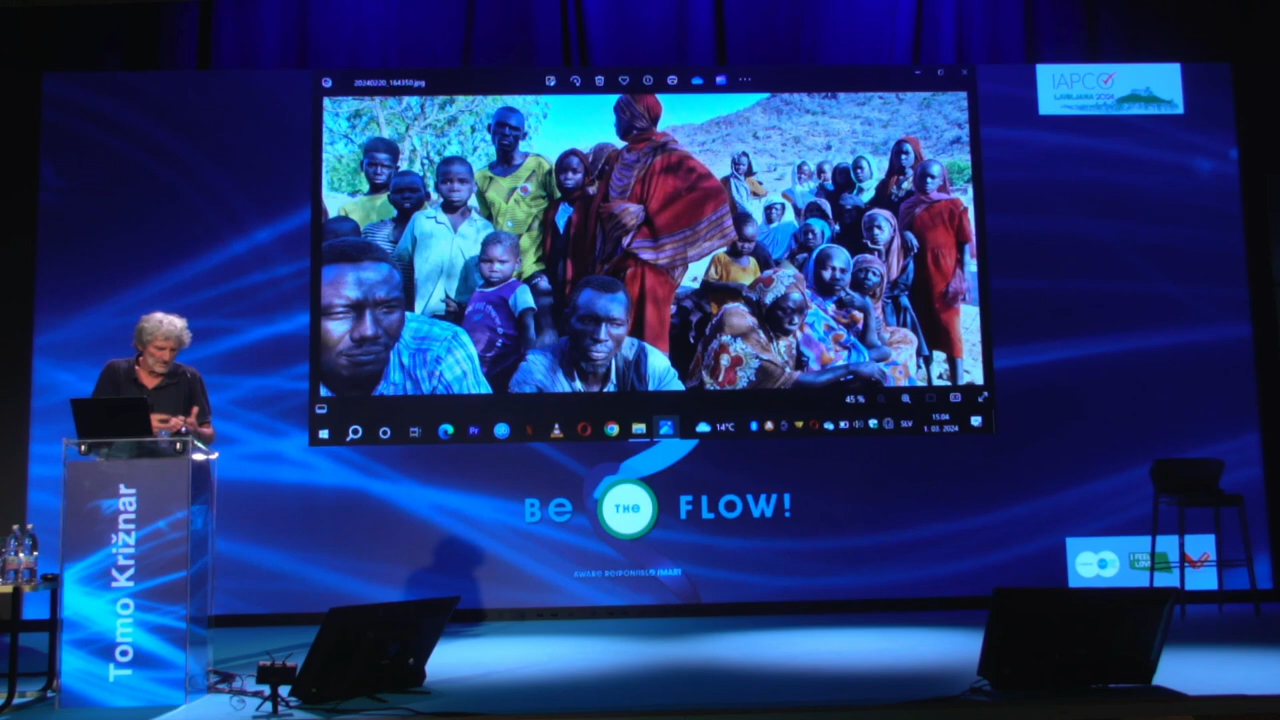 20240220_164350.jpg
IAPCO
LJUBLJANA 2024
45 %
14°C
SLV
15:04
1. 03. 2024
Be THe FLOW!
I FEEL
LOVE
Tomo Križnar